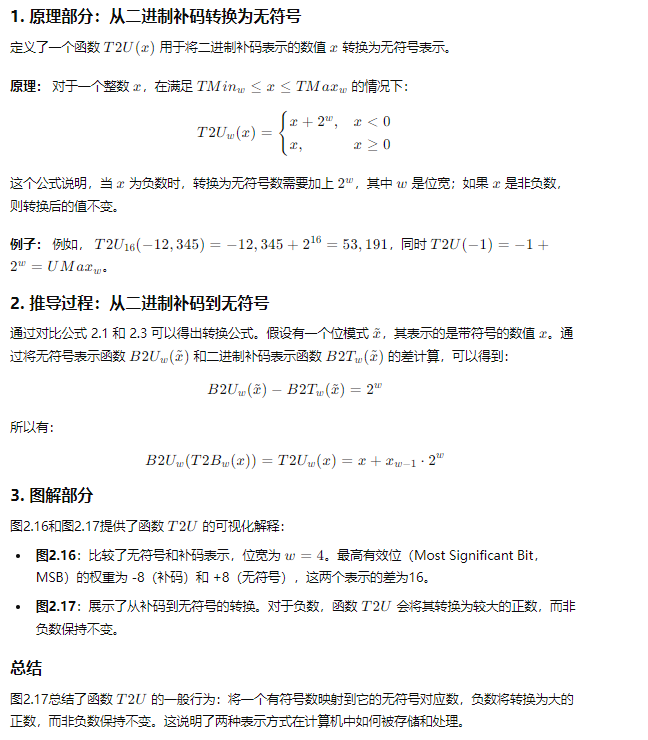 1. 原理部分：从二进制补码转换为无符号
定义了一个函数 T2U(x) 用于将二进制补码表示的数值 x 转换为无符号表示。
原理： 对于一个整数 x，在满足 TMin_w ≤ x ≤ TMax_w 的情况下：
T2U_w(x) = { x + 2^w, x < 0
x, x ≥ 0
这个公式说明，当 x 为负数时，转换为无符号数需要加上 2^w，其中 w 是位宽；如果 x 是非负数，
则转换后的值不变。
例子： 例如， T2U_16(−12,345) = −12,345 + 2^16 = 53,191，同时 T2U(−1) = −1 +
2^w = UMax_w。
2. 推导过程：从二进制补码到无符号
通过对比公式 2.1 和 2.3 可以得出转换公式。假设有一个位模式 x̃，其表示的是带符号的数值 x。通
过将无符号表示函数 B2U_w(x̃) 和二进制补码表示函数 B2T_w(x̃) 的差计算，可以得到：
B2U_w(x̃) − B2T_w(x̃) = 2^w
所以有：
B2U_w(T2B_w(x)) = T2U_w(x) = x + x_{w−1} · 2^w
3. 图解部分
图2.16和图2.17提供了函数 T2U 的可视化解释：
• 图2.16：比较了无符号和补码表示，位宽为 w = 4。最高有效位（Most Significant Bit，
MSB）的权重为 -8（补码）和 +8（无符号），这两个表示的差为16。
• 图2.17：展示了从补码到无符号的转换。对于负数，函数 T2U 会将其转换为较大的正数，而非
负数保持不变。
总结
图2.17总结了函数 T2U 的一般行为：将一个有符号数映射到它的无符号对应数，负数将转换为大的
正数，而非负数保持不变。这说明了两种表示方式在计算机中如何被存储和处理。